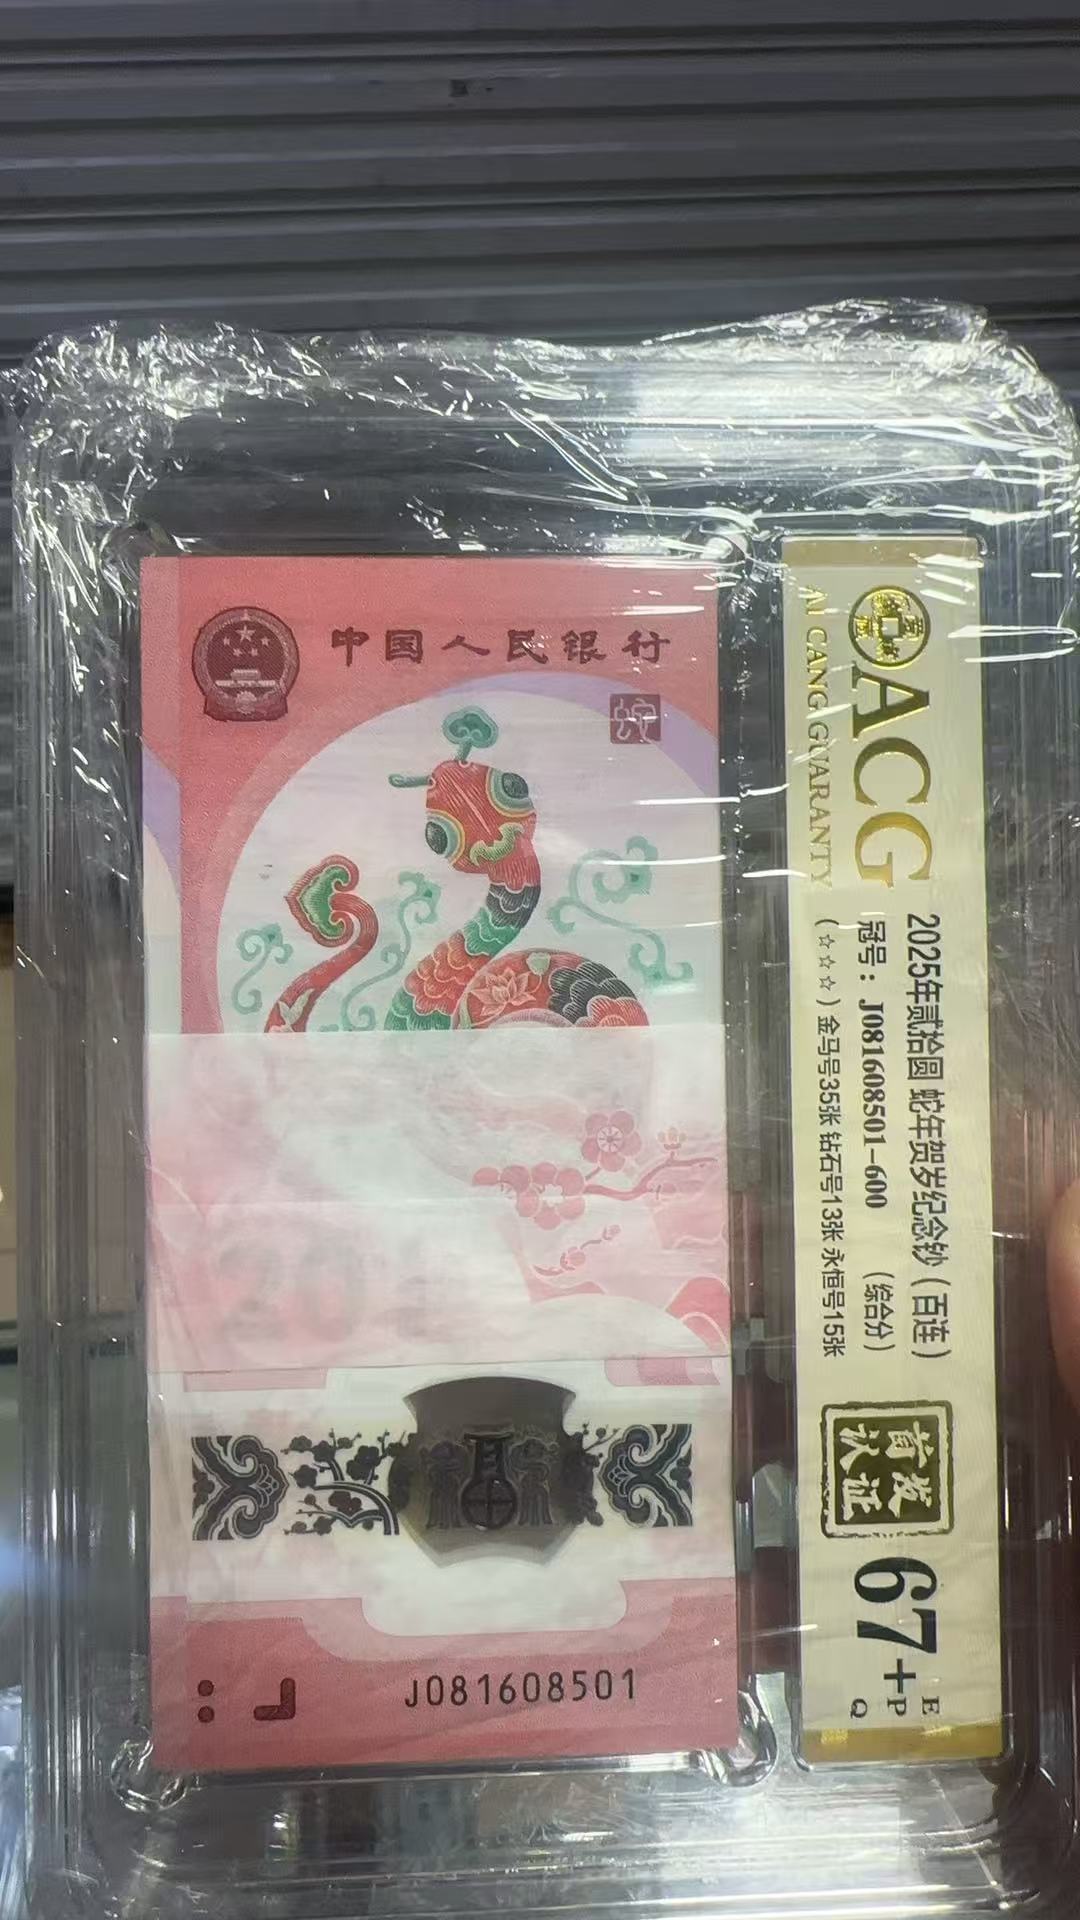 中国人民银行
蛇
J081608501
ACG
AI CANG GUARANTY
2025年贰拾圆 蛇年贺岁纪念钞（百连）
冠号：J081608501-600 （综合分）
（☆☆☆）金马号35张 钻石号13张 永恒号15张
首发
认证
67+
E
P
Q